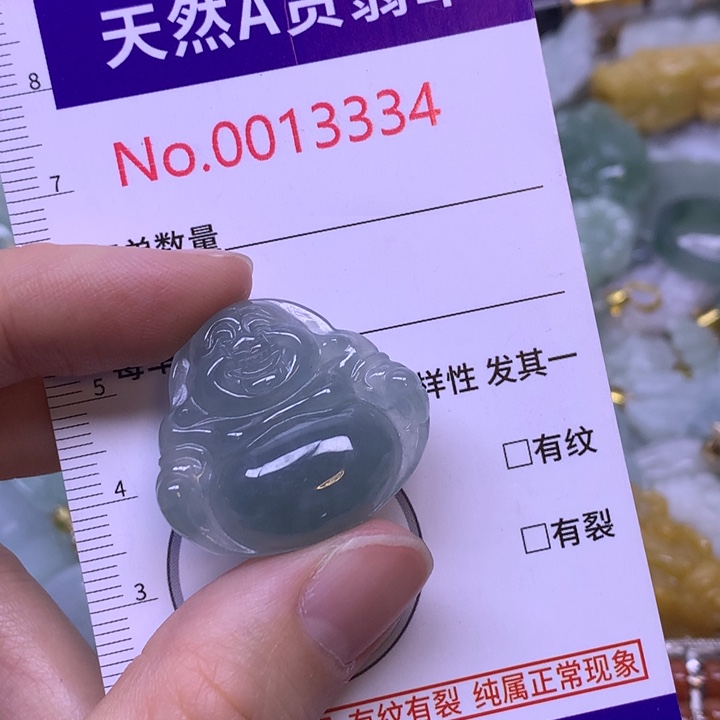 8
天然A货翡翠
No.0013334
7
单数量
5
样性 发其一
□有纹
4
□有裂
3
有纹有裂 纯属正常现象